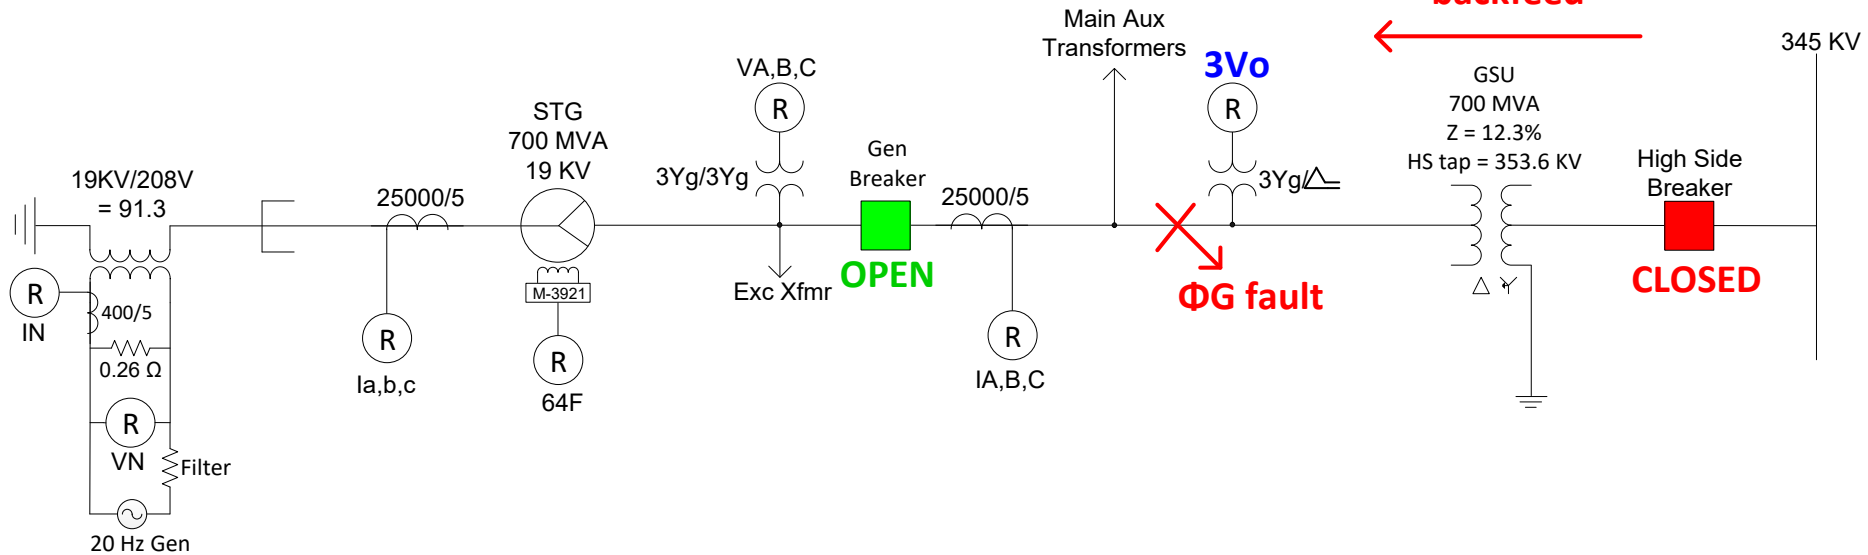 backfeed
345 KV
Main Aux
Transformers
3Vo
R
VA,B,C
R
GSU
700 MVA
Z = 12.3%
HS tap = 353.6 KV
STG
700 MVA
19 KV
Gen
Breaker
High Side
Breaker
19KV/208V
= 91.3
3Yg/3Yg
3Yg/
25000/5
25000/5
OPEN
CLOSED
ΦG fault
Exc Xfmr
M-3921
R
IN
400/5
R
Ia,b,c
R
64F
R
IA,B,C
0.26 Ω
R
VN
Filter
20 Hz Gen